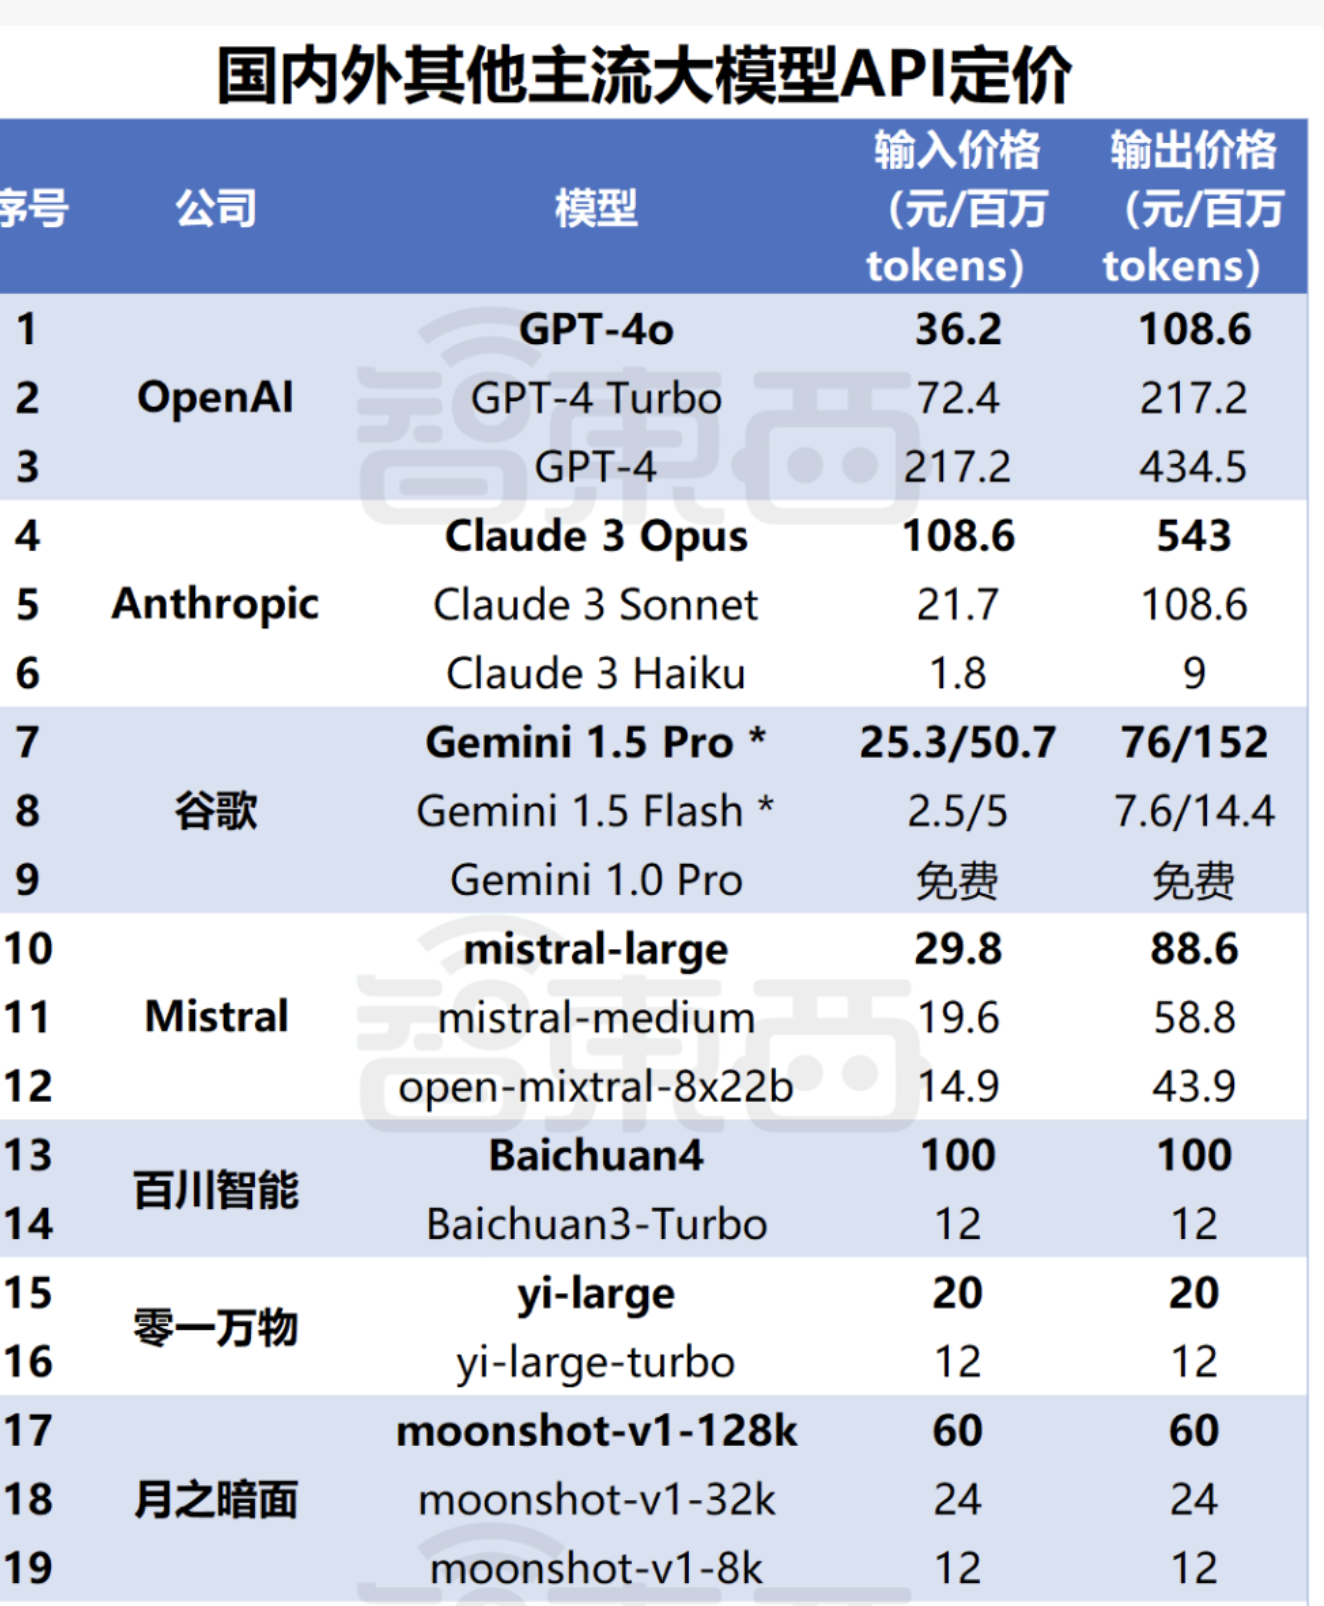 国内外其他主流大模型API定价
序号 公司 模型 输入价格（元/百万tokens） 输出价格（元/百万tokens）
1 OpenAI GPT-4o 36.2 108.6
2 GPT-4 Turbo 72.4 217.2
3 GPT-4 217.2 434.5
4 Anthropic Claude 3 Opus 108.6 543
5 Claude 3 Sonnet 21.7 108.6
6 Claude 3 Haiku 1.8 9
7 谷歌 Gemini 1.5 Pro * 25.3/50.7 76/152
8 Gemini 1.5 Flash * 2.5/5 7.6/14.4
9 Gemini 1.0 Pro 免费 免费
10 Mistral mistral-large 29.8 88.6
11 mistral-medium 19.6 58.8
12 open-mixtral-8x22b 14.9 43.9
13 百川智能 Baichuan4 100 100
14 Baichuan3-Turbo 12 12
15 零一万物 yi-large 20 20
16 yi-large-turbo 12 12
17 月之暗面 moonshot-v1-128k 60 60
18 moonshot-v1-32k 24 24
19 moonshot-v1-8k 12 12
智東西
智東西